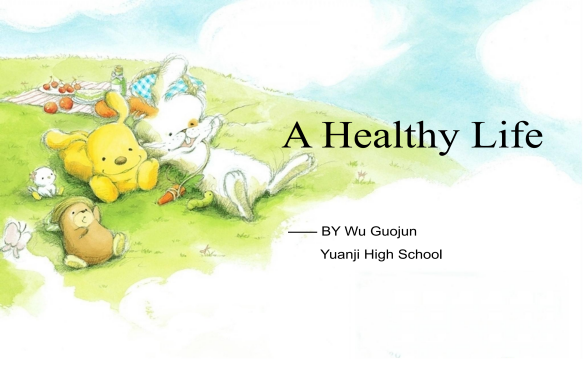 A Healthy Life
—— BY Wu Guojun
Yuanji High School